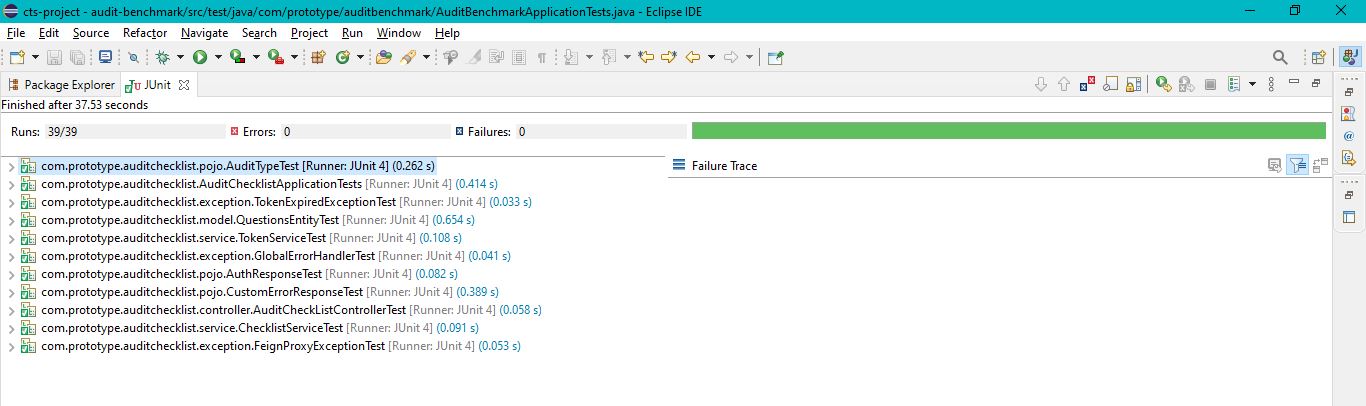 cts-project - audit-benchmark/src/test/java/com/prototype/auditbenchmark/AuditBenchmarkApplicationTests.java - Eclipse IDE
File Edit Source Refactor Navigate Search Project Run Window Help
Package Explorer JUnit
Finished after 37.53 seconds
Runs: 39/39 Errors: 0 Failures: 0
com.prototype.auditchecklist.pojo.AuditTypeTest [Runner: JUnit 4] (0.262 s)
Failure Trace
com.prototype.auditchecklist.AuditChecklistApplicationTests [Runner: JUnit 4] (0.414 s)
com.prototype.auditchecklist.exception.TokenExpiredExceptionTest [Runner: JUnit 4] (0.033 s)
com.prototype.auditchecklist.model.QuestionsEntityTest [Runner: JUnit 4] (0.654 s)
com.prototype.auditchecklist.service.TokenServiceTest [Runner: JUnit 4] (0.108 s)
com.prototype.auditchecklist.exception.GlobalErrorHandlerTest [Runner: JUnit 4] (0.041 s)
com.prototype.auditchecklist.pojo.AuthResponseTest [Runner: JUnit 4] (0.082 s)
com.prototype.auditchecklist.pojo.CustomErrorResponseTest [Runner: JUnit 4] (0.389 s)
com.prototype.auditchecklist.controller.AuditCheckListControllerTest [Runner: JUnit 4] (0.058 s)
com.prototype.auditchecklist.service.ChecklistServiceTest [Runner: JUnit 4] (0.091 s)
com.prototype.auditchecklist.exception.FeignProxyExceptionTest [Runner: JUnit 4] (0.053 s)